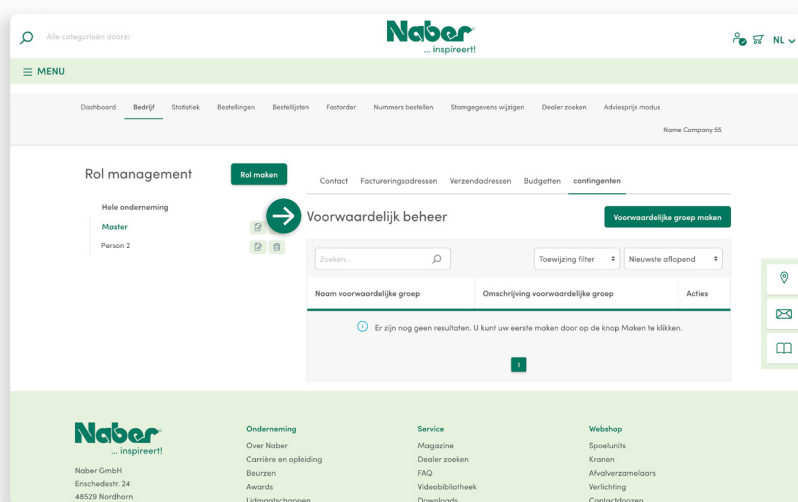 Alle categorieën doorz
Naber
... inspireert!
NL
MENU
Dashboard Bedrijf Statistiek Bestellingen Bestellijsten Fastorder Nummers bestellen Stamgegevens wijzigen Dealer zoeken Adviesprijs modus
Name Company 55
Rol management
Rol maken
Hele onderneming
Master
Person 2
Contact Factureringsadressen Verzendadressen Budgetten contingenten
Voorwaardelijk beheer
Voorwaardelijke groep maken
Zoeken...
Toewijzing filter
Nieuwste aflopend
Naam voorwaardelijke groep Omschrijving voorwaardelijke groep Acties
Er zijn nog geen resultaten. U kunt uw eerste maken door op de knop Maken te klikken.
1
Naber
... inspireert!
Naber GmbH
Enschedestr. 24
48529 Nordhorn
Onderneming
Over Naber
Carrière en opleiding
Beurzen
Awards
Lidmaatschappen
Service
Magazine
Dealer zoeken
FAQ
Videobibliotheek
Downloads
Webshop
Spoelunits
Kranen
Afvalverzamelaars
Verlichting
Contactdoozen